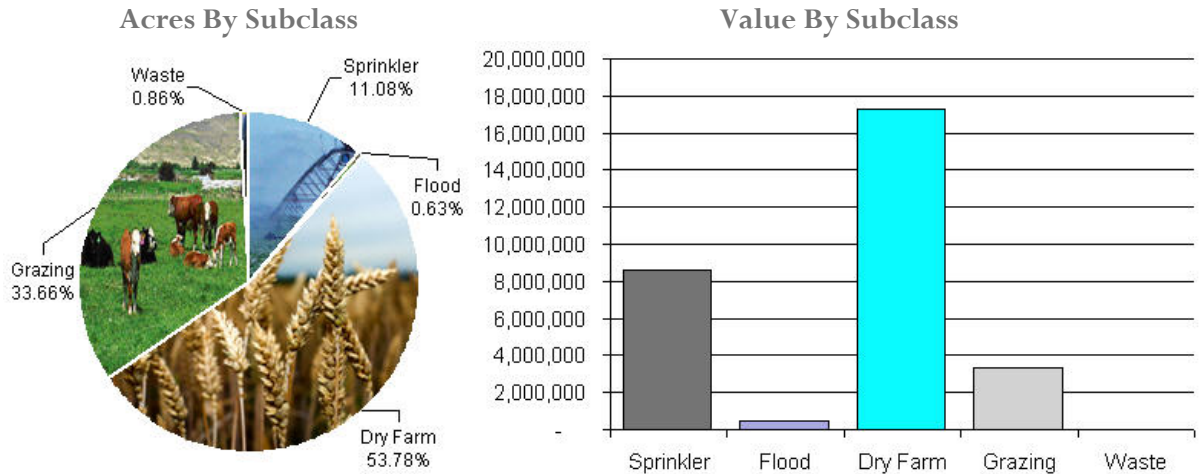 Acres By Subclass
Waste
0.86%
Sprinkler
11.08%
Flood
0.63%
Grazing
33.66%
Dry Farm
53.78%
Value By Subclass
20,000,000
18,000,000
16,000,000
14,000,000
12,000,000
10,000,000
8,000,000
6,000,000
4,000,000
2,000,000
-
Sprinkler Flood Dry Farm Grazing Waste